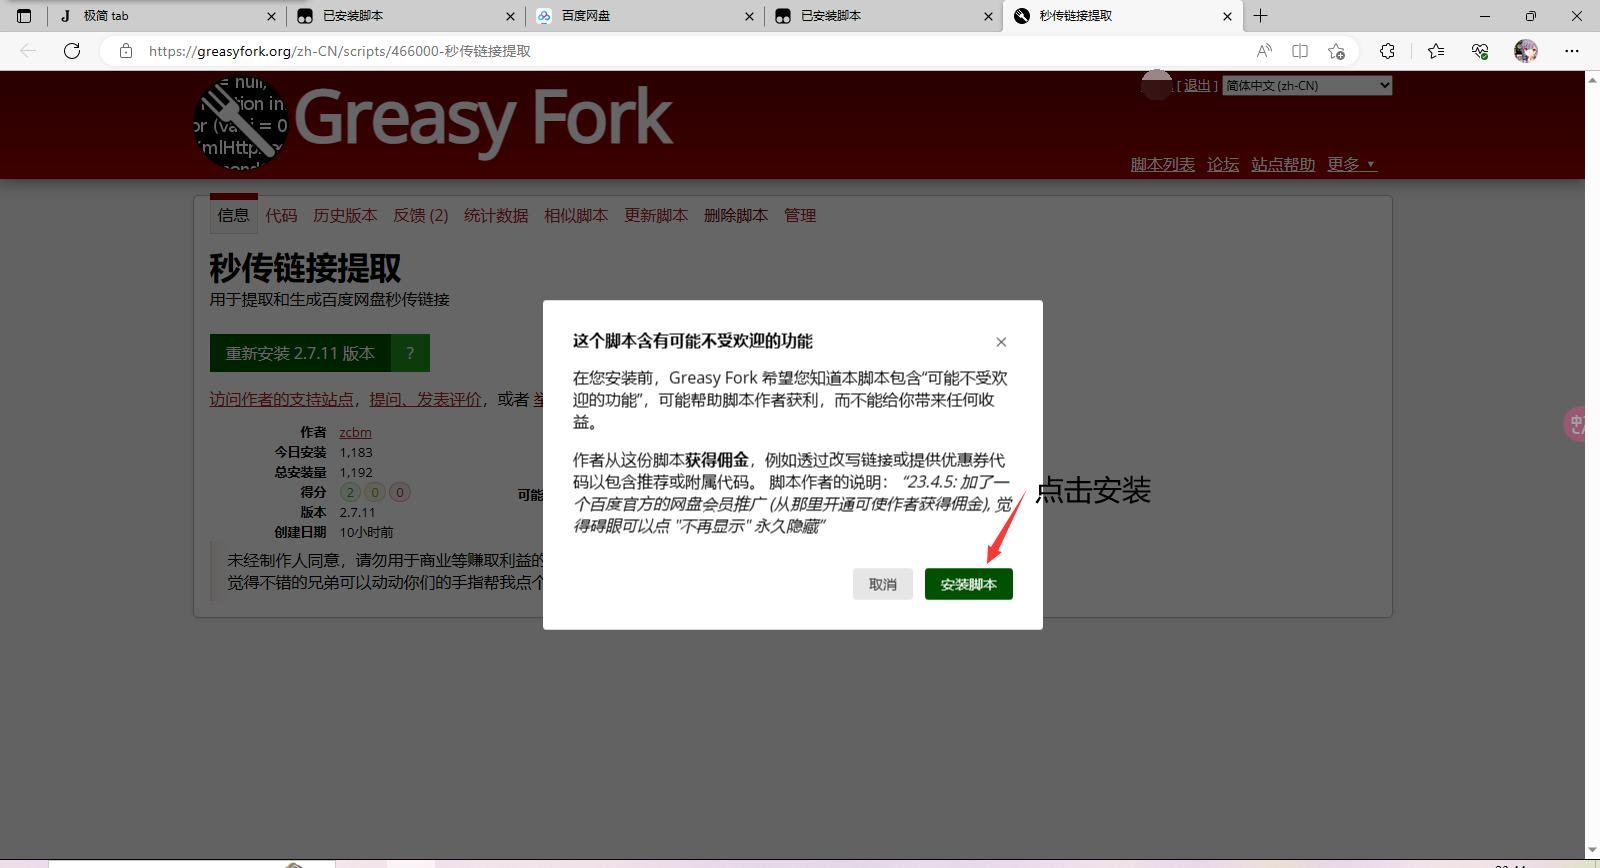 极简 tab
已安装脚本
百度网盘
已安装脚本
秒传链接提取
https://greasyfork.org/zh-CN/scripts/466000-秒传链接提取
= null,
tion in
or (va i = 0
mlHttp
Greasy Fork
[ 退出 ] 简体中文 (zh-CN)
脚本列表 论坛 站点帮助 更多
信息 代码 历史版本 反馈 (2) 统计数据 相似脚本 更新脚本 删除脚本 管理
秒传链接提取
用于提取和生成百度网盘秒传链接
重新安装 2.7.11 版本 ?
访问作者的支持站点，提问、发表评价，或者
作者 zcbm
今日安装 1,183
总安装量 1,192
得分 2 0 0
可能
版本 2.7.11
创建日期 10小时前
未经制作人同意，请勿用于商业等赚取利益的
觉得不错的兄弟可以动动你们的手指帮我点个
这个脚本含有可能不受欢迎的功能
在您安装前，Greasy Fork 希望您知道本脚本包含“可能不受欢
迎的功能”，可能帮助脚本作者获利，而不能给你带来任何收
益。
作者从这份脚本获得佣金，例如透过改写链接或提供优惠券代
码以包含推荐或附属代码。 脚本作者的说明： “23.4.5: 加了一
个百度官方的网盘会员推广 (从那里开通可使作者获得佣金), 觉
得碍眼可以点 "不再显示" 永久隐藏”
取消 安装脚本
点击安装